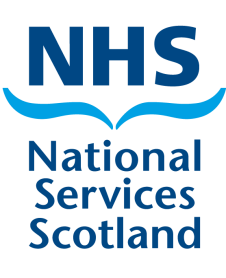 NHS
National
Services
Scotland